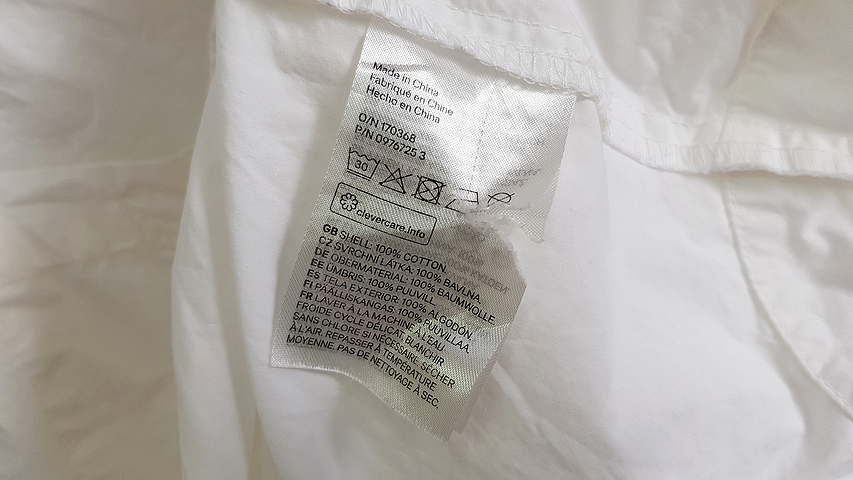 Made in China
Fabriqué en Chine
Hecho en China
O/N 170368
P/N 0976725 3
30
clevercare.info
GB SHELL: 100% COTTON.
CZ SVRCHNÍ LÁTKA: 100% BAVLNA.
DE OBERMATERIAL: 100% BAUMWOLLE.
EE ÜMBRIS: 100% PUUVILL.
ES TELA EXTERIOR: 100% ALGODON.
FI PÄÄLLISKANGAS: 100% PUUVILLAA.
FR LAVER À LA MACHINE À L'EAU
FROIDE CYCLE DÉLICAT. BLANCHIR
SANS CHLORE SI NÉCESSAIRE. SÉCHER
À L'AIR. REPASSER À TEMPÉRATURE
MOYENNE. PAS DE NETTOYAGE À SEC.